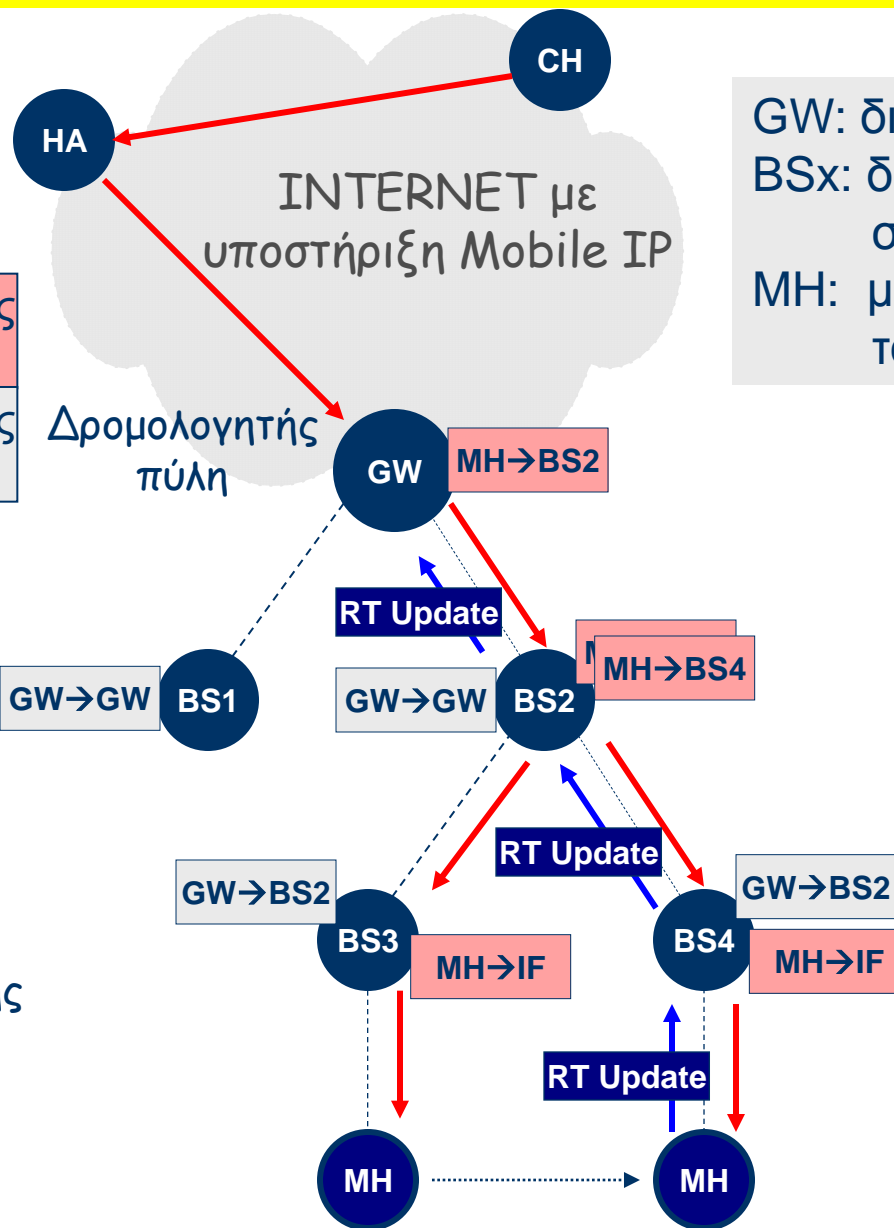 CH
HA
INTERNET με
υποστήριξη Mobile IP
GW:
BSx:
MH:
Δρομολογητής
πύλη
GW
MH→BS2
RT Update
GW→GW
BS1
GW→GW
BS2
MH→BS4
RT Update
GW→BS2
BS3
MH→IF
GW→BS2
BS4
MH→IF
RT Update
MH
MH